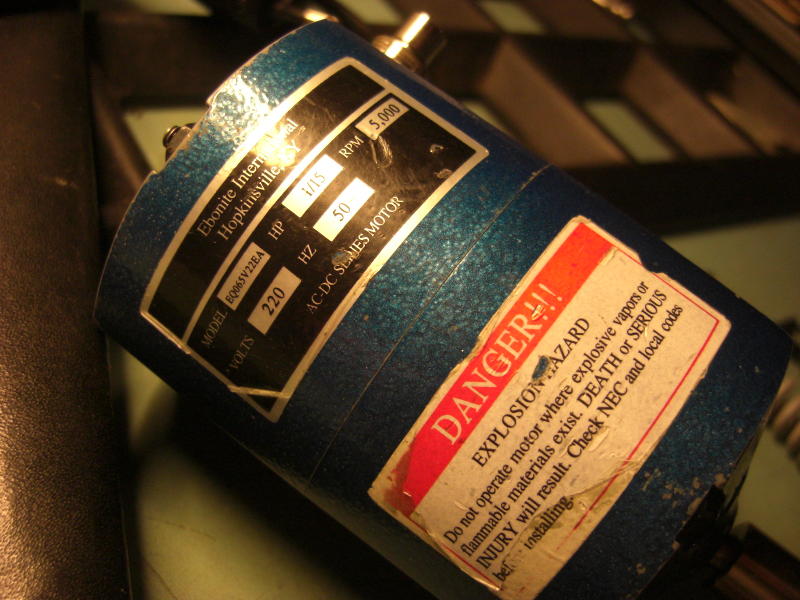 Ebonite International
Hopkinsville, KY
MODEL EQ065V22EA HP i/15 RPM 5,000
VOLTS 220 HZ 50
AC-DC SERIES MOTOR
DANGER!!!
EXPLOSION HAZARD
Do not operate motor where explosive vapors or
flammable materials exist. DEATH or SERIOUS
INJURY will result. Check NEC and local codes
installing